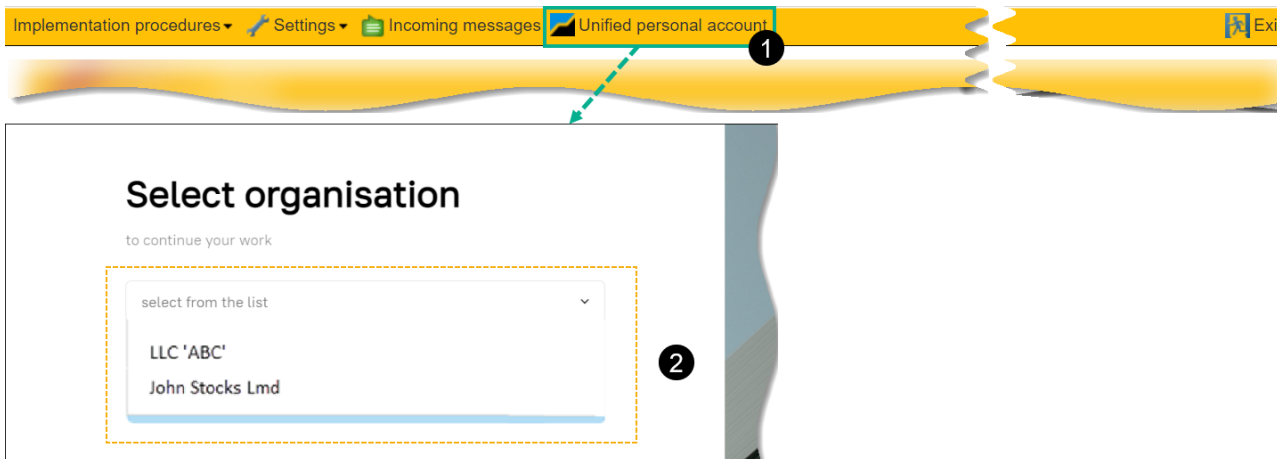 Implementation procedures Settings Incoming messages Unified personal account Exi
1
Select organisation
to continue your work
select from the list
LLC 'ABC'
2
John Stocks Lmd